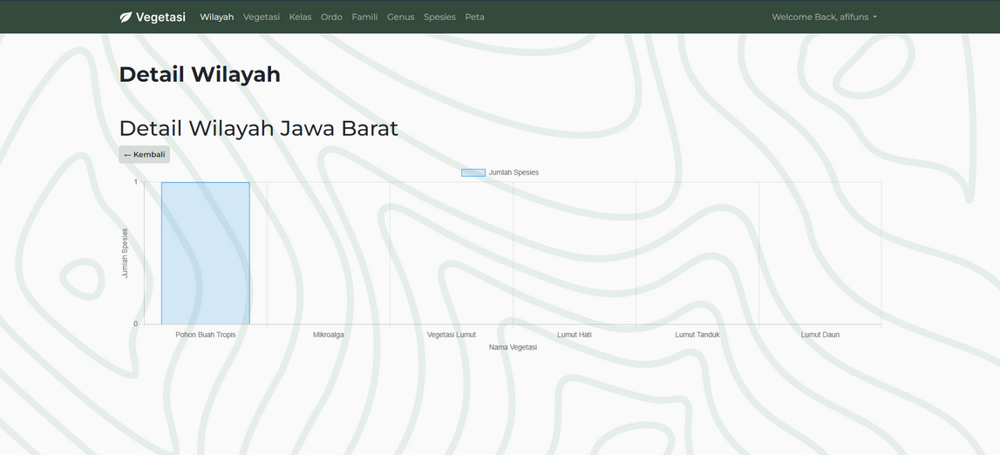 Vegetasi Wilayah Vegetasi Kelas Ordo Famili Genus Spesies Peta Welcome Back, afifuns
Detail Wilayah
Detail Wilayah Jawa Barat
← Kembali
Jumlah Spesies
1
Jumlah Spesies
0
Pohon Buah Tropis Mikroalga Vegetasi Lumut Lumut Hati Lumut Tanduk Lumut Daun
Nama Vegetasi